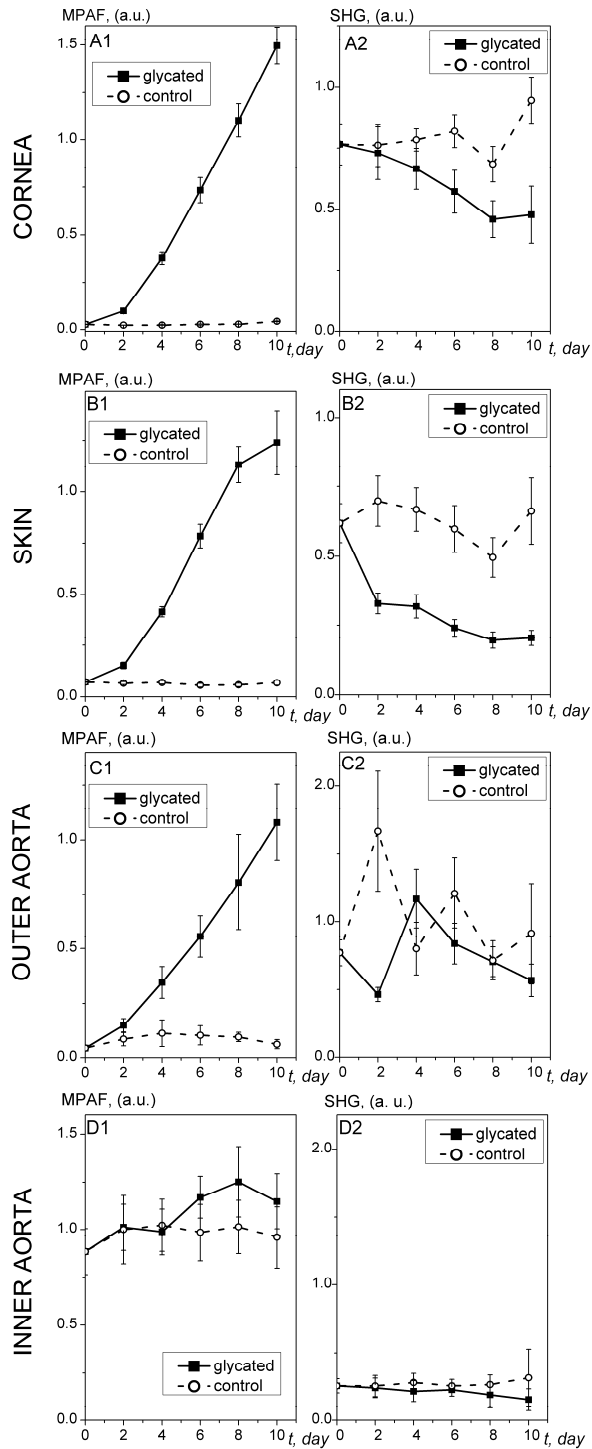 MPAF, (a.u.)
A1
glycated
control
1.5
1.0
0.5
0.0
0 2 4 6 8 10 t,day
CORNEA
SHG, (a.u.)
A2
glycated
control
1.0
0.5
0.0
0 2 4 6 8 10 t, day
MPAF, (a.u.)
B1
glycated
control
1.0
0.5
0.0
0 2 4 6 8 10 t, day
SKIN
SHG, (a.u.)
B2
glycated
control
1.0
0.5
0.0
0 2 4 6 8 10 t, day
MPAF, (a.u.)
C1
glycated
control
1.0
0.5
0.0
0 2 4 6 8 10 t, day
OUTER AORTA
SHG, (a.u.)
C2
glycated
control
2.0
1.0
0.0
0 2 4 6 8 10 t, day
MPAF, (a.u.)
D1
1.5
1.0
0.5
0.0
glycated
control
0 2 4 6 8 10 t, day
INNER AORTA
SHG, (a. u.)
D2
glycated
control
2.0
1.0
0.0
0 2 4 6 8 10 t, day